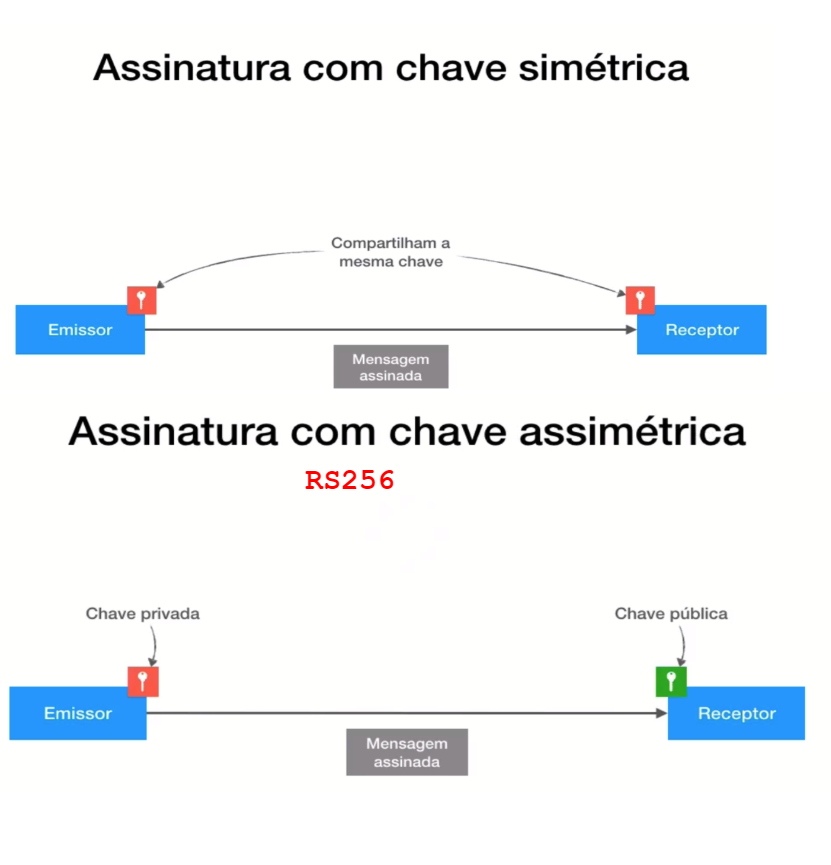 Assinatura com chave simétrica
Compartilham a
mesma chave
Emissor
Receptor
Mensagem
assinada
Assinatura com chave assimétrica
RS256
Chave privada
Chave pública
Emissor
Receptor
Mensagem
assinada